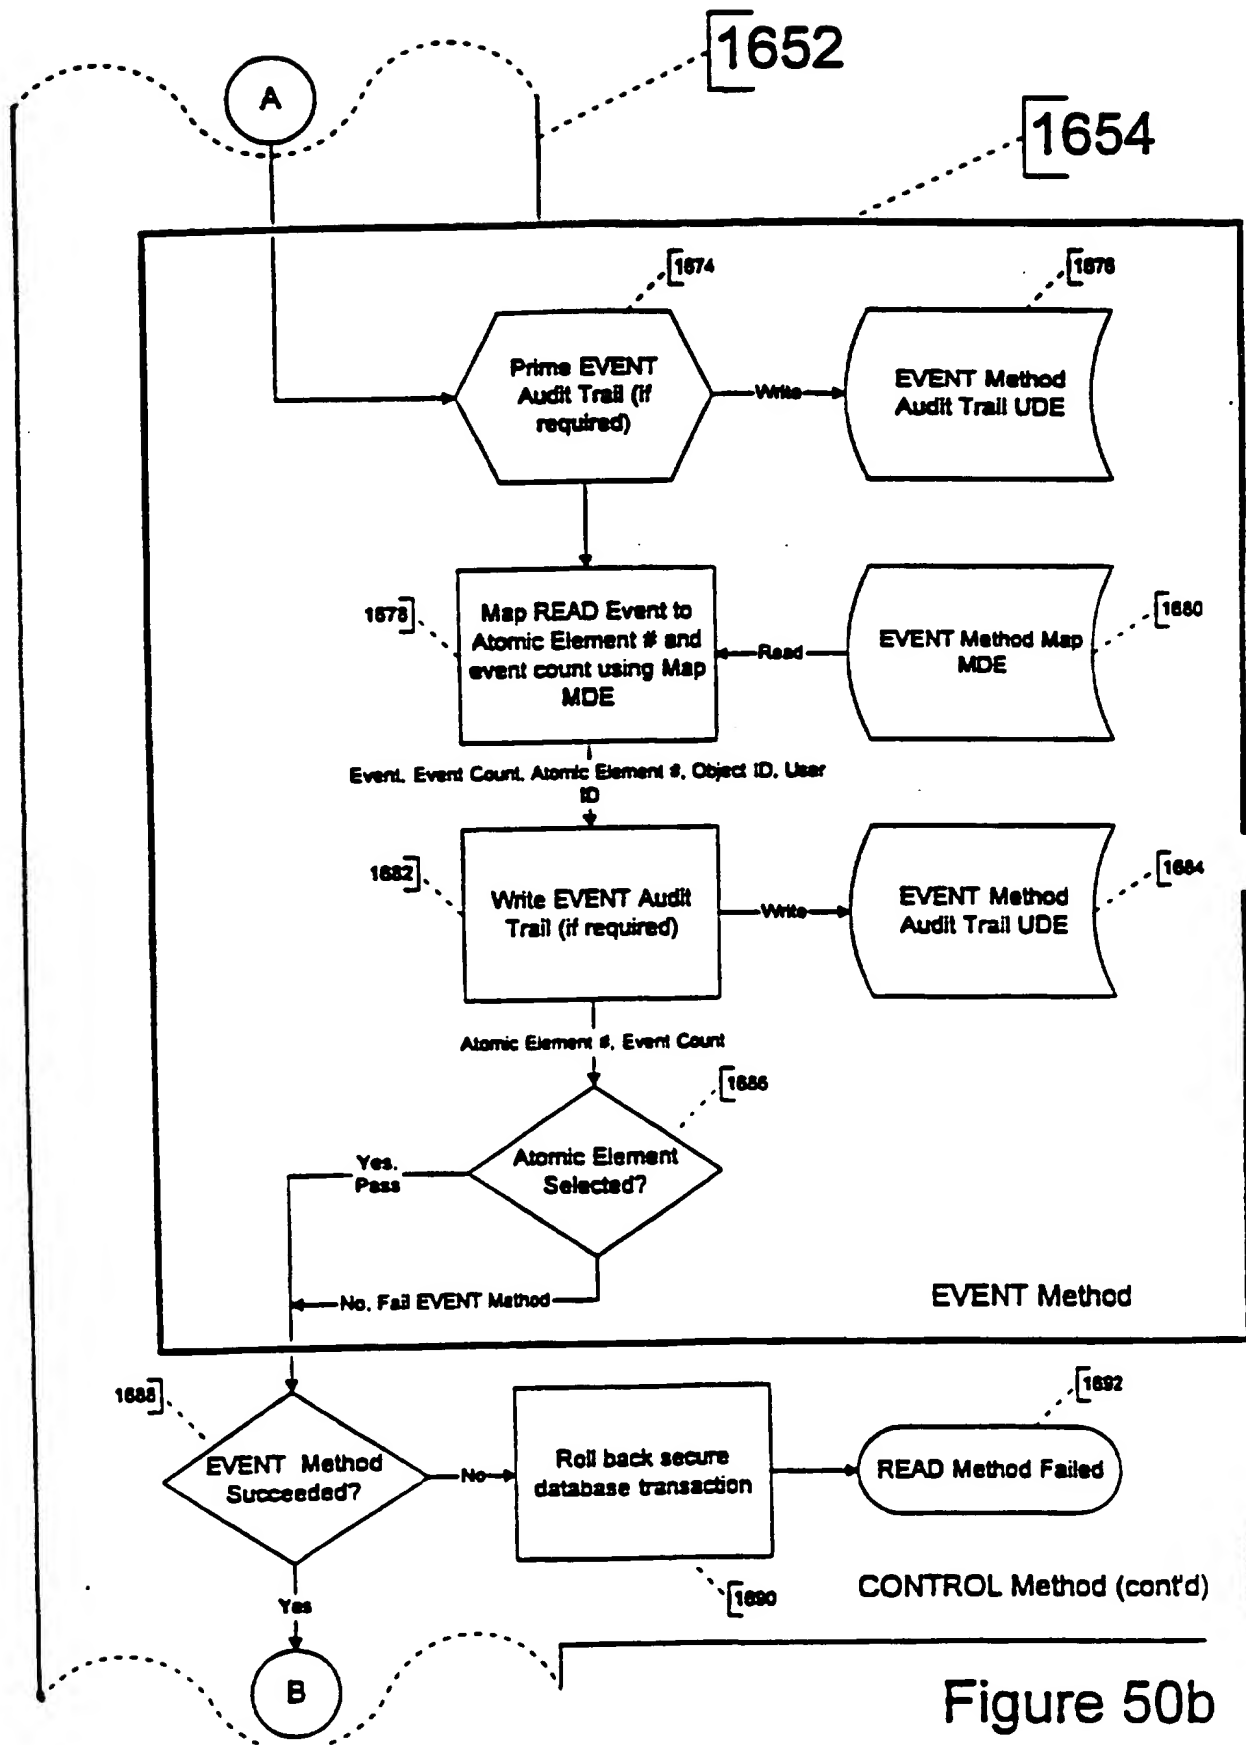 1652
A
1654
1674
1676
Prime EVENT
Audit Trail (if
required)
Write
EVENT Method
Audit Trail UDE
1678
Map READ Event to
Atomic Element # and
event count using Map
MDE
Read
EVENT Method Map
MDE
1680
Event, Event Count, Atomic Element #, Object ID, User
ID
1682
Write EVENT Audit
Trail (if required)
Write
EVENT Method
Audit Trail UDE
1684
Atomic Element #, Event Count
1686
Yes,
Pass
Atomic Element
Selected?
No, Fail EVENT Method
EVENT Method
1688
EVENT Method
Succeeded?
No
Roll back secure
database transaction
1692
READ Method Failed
1690
CONTROL Method (cont'd)
Yes
B
Figure 50b